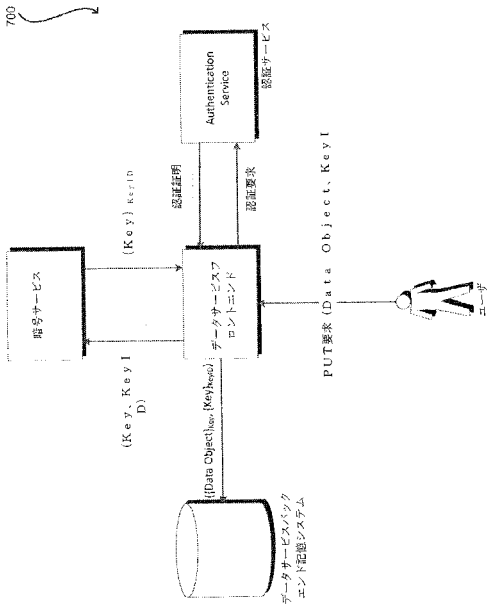 700
Authentication
Service
認証サービス
認証証明
認証要求
{Key} KeyID
暗号サービス
(Key、KeyI
D)
データサービスフ
ロントエンド
PUT要求 (Data Object、KeyI
ユーザ
({Data Object}Key, {Key}KeyID)
データサービスバック
エンド記憶システム